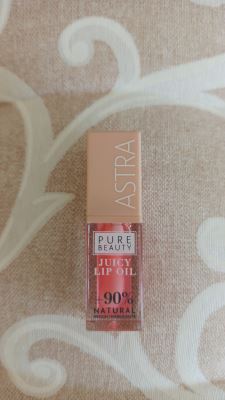 ASTRA
PURE
BEAUTY
JUICY
LIP OIL
+90%
NATURAL